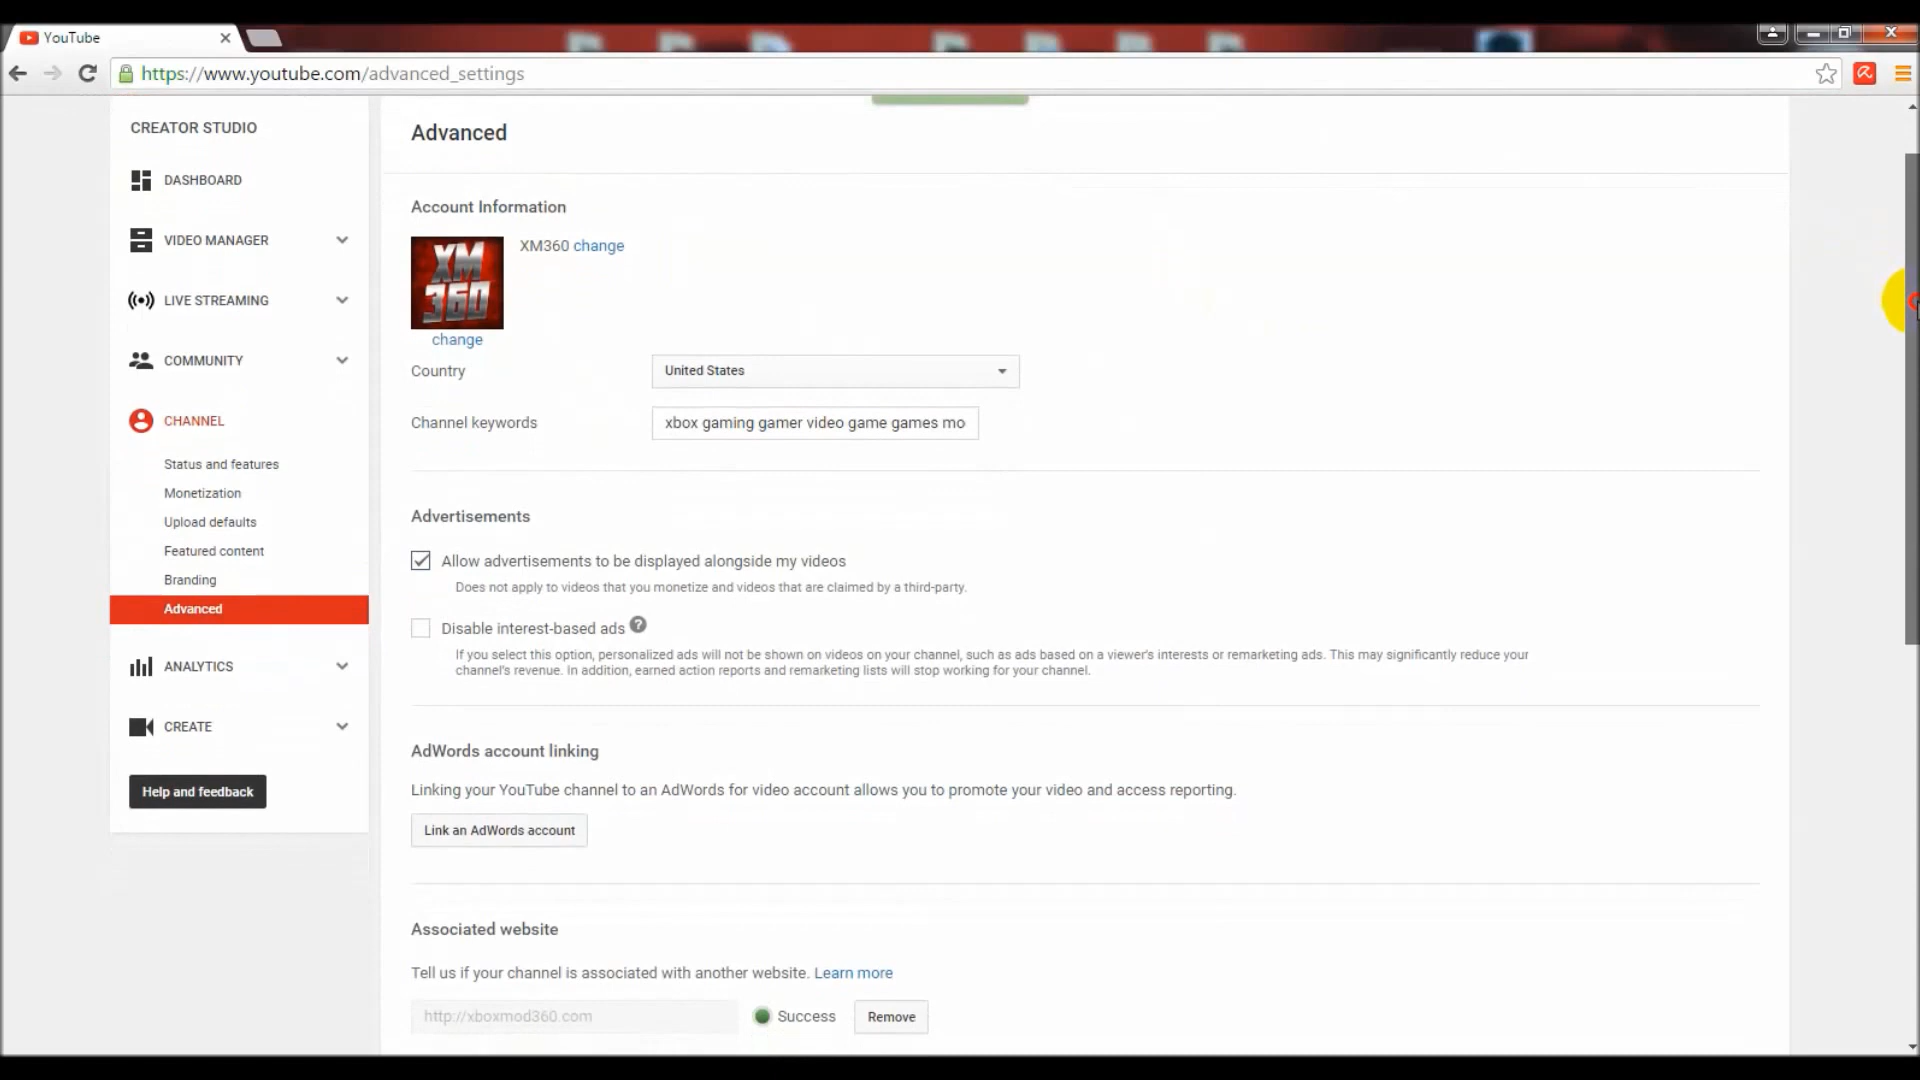 YouTube
https://www.youtube.com/advanced_settings
CREATOR STUDIO
DASHBOARD
VIDEO MANAGER
LIVE STREAMING
COMMUNITY
CHANNEL
Status and features
Monetization
Upload defaults
Featured content
Branding
Advanced
ANALYTICS
CREATE
Help and feedback
Advanced
Account Information
XM
360
XM360 change
change
Country
United States
Channel keywords
xbox gaming gamer video game games mo
Advertisements
Allow advertisements to be displayed alongside my videos
Does not apply to videos that you monetize and videos that are claimed by a third-party.
Disable interest-based ads ?
If you select this option, personalized ads will not be shown on videos on your channel, such as ads based on a viewer's interests or remarketing ads. This may significantly reduce your
channel's revenue. In addition, earned action reports and remarketing lists will stop working for your channel.
AdWords account linking
Linking your YouTube channel to an AdWords for video account allows you to promote your video and access reporting.
Link an AdWords account
Associated website
Tell us if your channel is associated with another website. Learn more
http://xboxmod360.com
Success
Remove